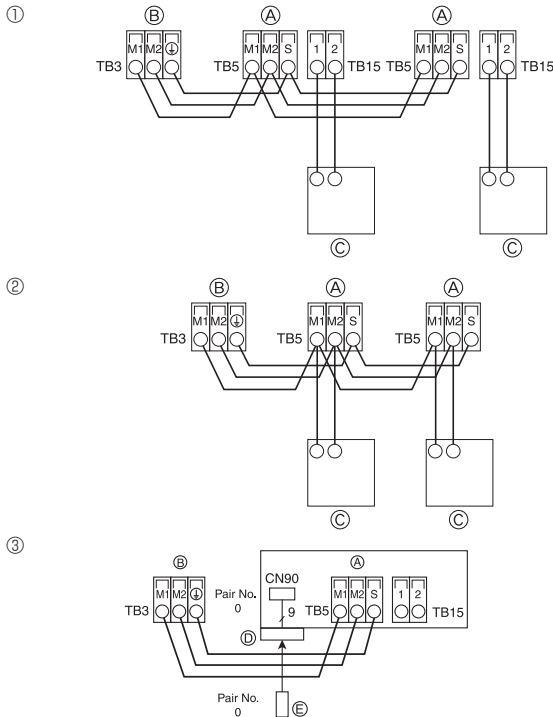 ①
Ⓑ Ⓐ Ⓐ
M1 M2 ⏚ M1 M2 S 1 2 M1 M2 S 1 2
TB3 TB5 TB15 TB5 TB15
Ⓒ Ⓒ
②
Ⓑ Ⓐ Ⓐ
M1 M2 ⏚ M1 M2 S M1 M2 S
TB3 TB5 TB5
Ⓒ Ⓒ
③
Ⓑ Ⓐ
CN90
M1 M2 ⏚ Pair No. M1 M2 S 1 2
TB3 0 9 TB5 TB15
Ⓓ
Pair No.
0 Ⓔ